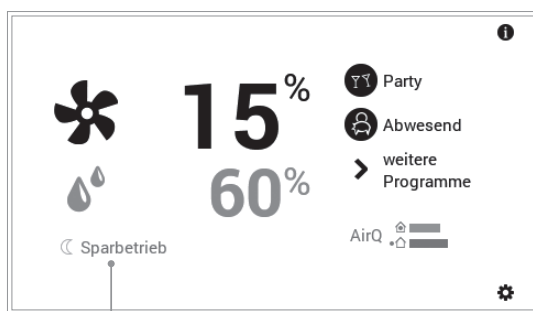 15%
Party
Abwesend
60%
weitere
Programme
AirQ
Sparbetrieb